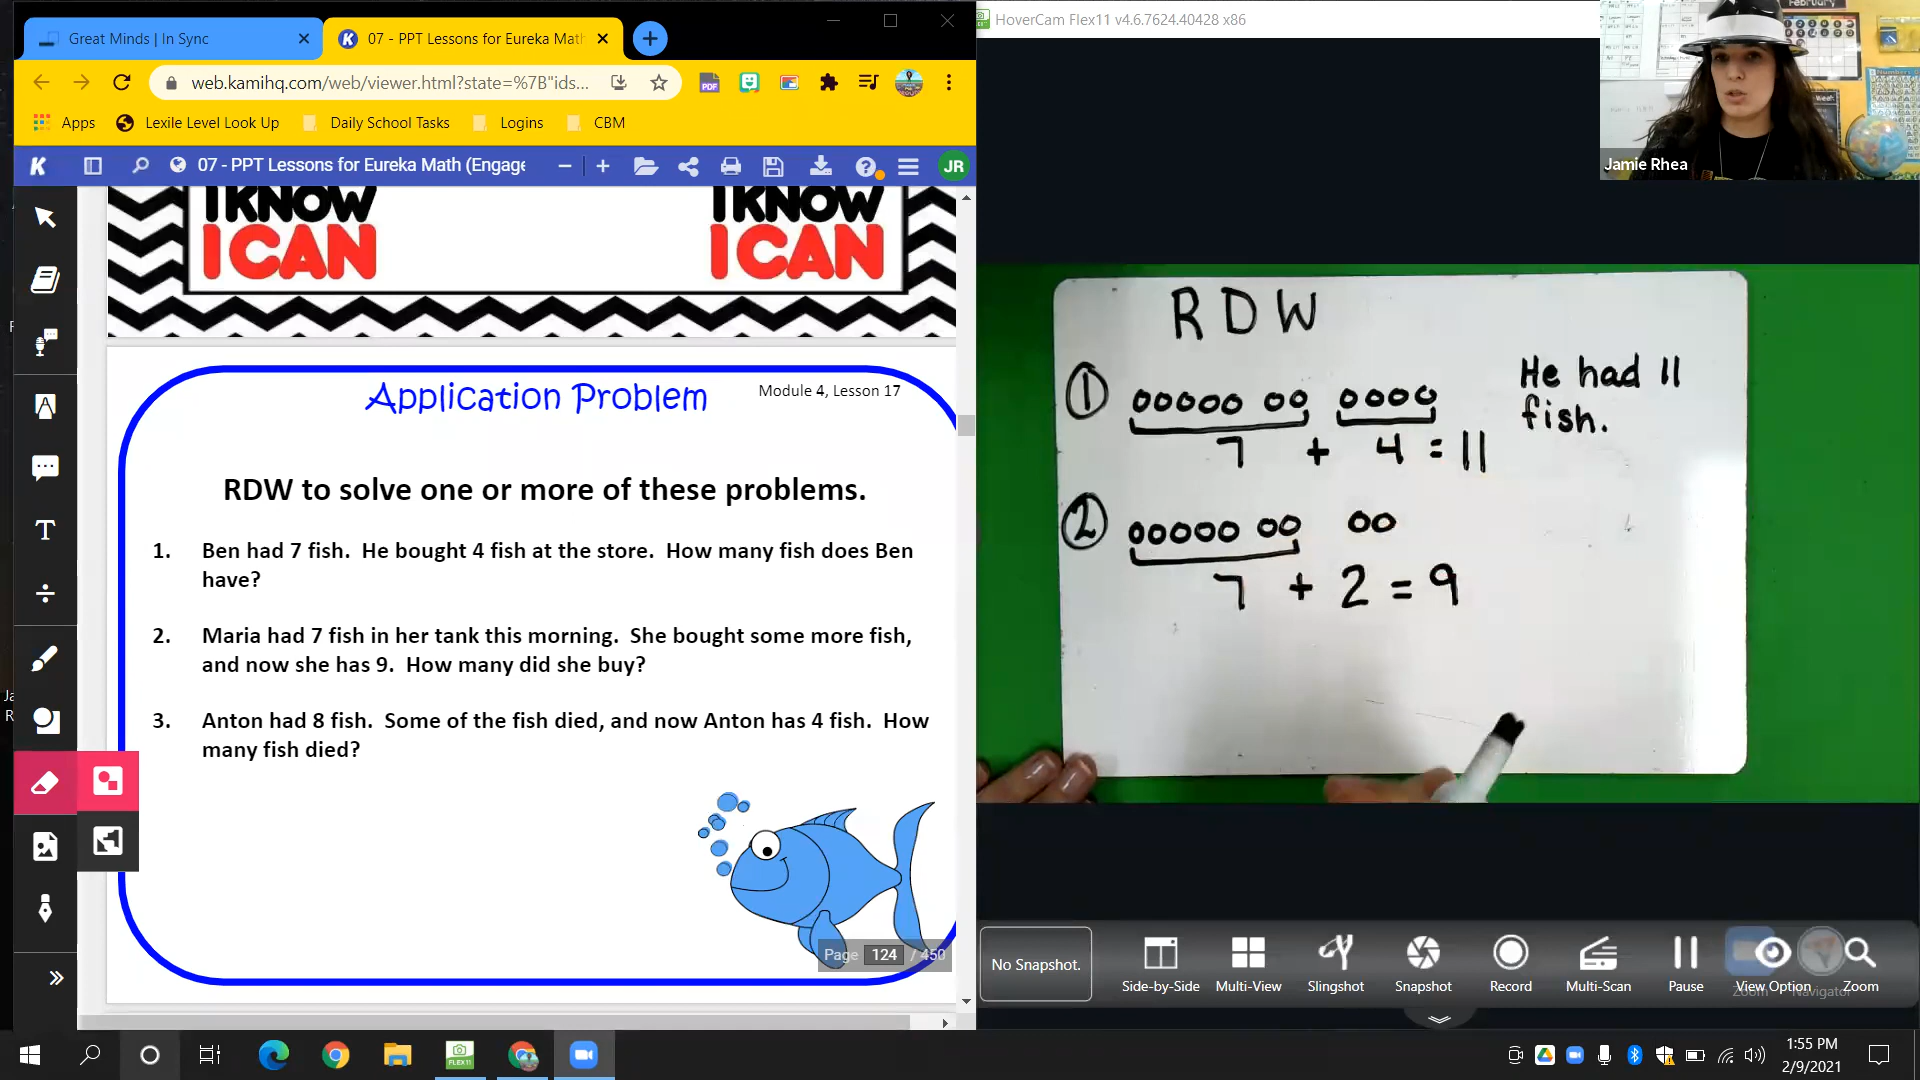 Great Minds | In Sync
07 - PPT Lessons for Eureka Math
web.kamihq.com/web/viewer.html?state=%7B"ids...
Apps
Lexile Level Look Up
Daily School Tasks
Logins
CBM
07 - PPT Lessons for Eureka Math (Engage
JR
I KNOW
I CAN
I KNOW
I CAN
Application Problem
Module 4, Lesson 17
RDW to solve one or more of these problems.
1. Ben had 7 fish. He bought 4 fish at the store. How many fish does Ben
have?
2. Maria had 7 fish in her tank this morning. She bought some more fish,
and now she has 9. How many did she buy?
3. Anton had 8 fish. Some of the fish died, and now Anton has 4 fish. How
many fish died?
Page 124 / 450
HoverCam Flex11 v4.6.7624.40428 x86
February
Jamie Rhea
RDW
1
He had 11
fish.
7 + 4 = 11
2
7 + 2 = 9
No Snapshot.
Side-by-Side
Multi-View
Slingshot
Snapshot
Record
Multi-Scan
Pause
View Option
Zoom
Zoom
Navigator
FLEX11
1:55 PM
2/9/2021